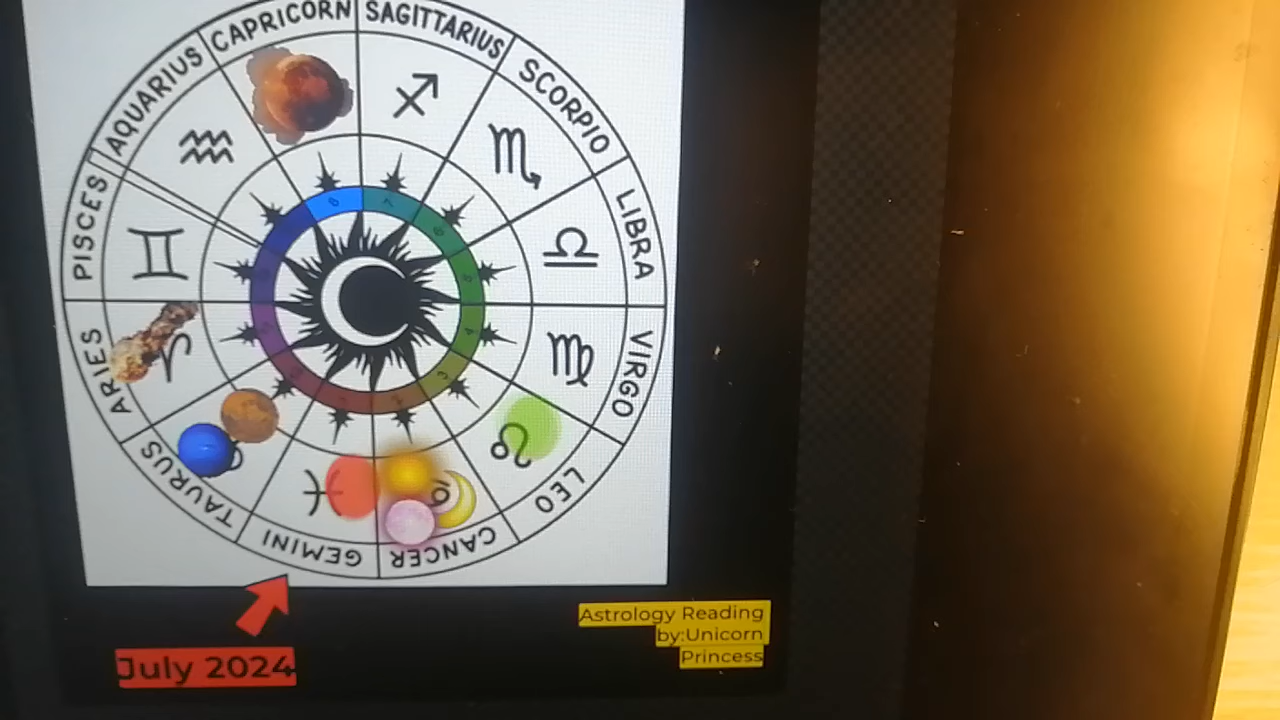 CAPRICORN
SAGITTARIUS
AQUARIUS
SCORPIO
PISCES
LIBRA
ARIES
VIRGO
TAURUS
LEO
GEMINI
CANCER
July 2024
Astrology Reading
by:Unicorn
Princess